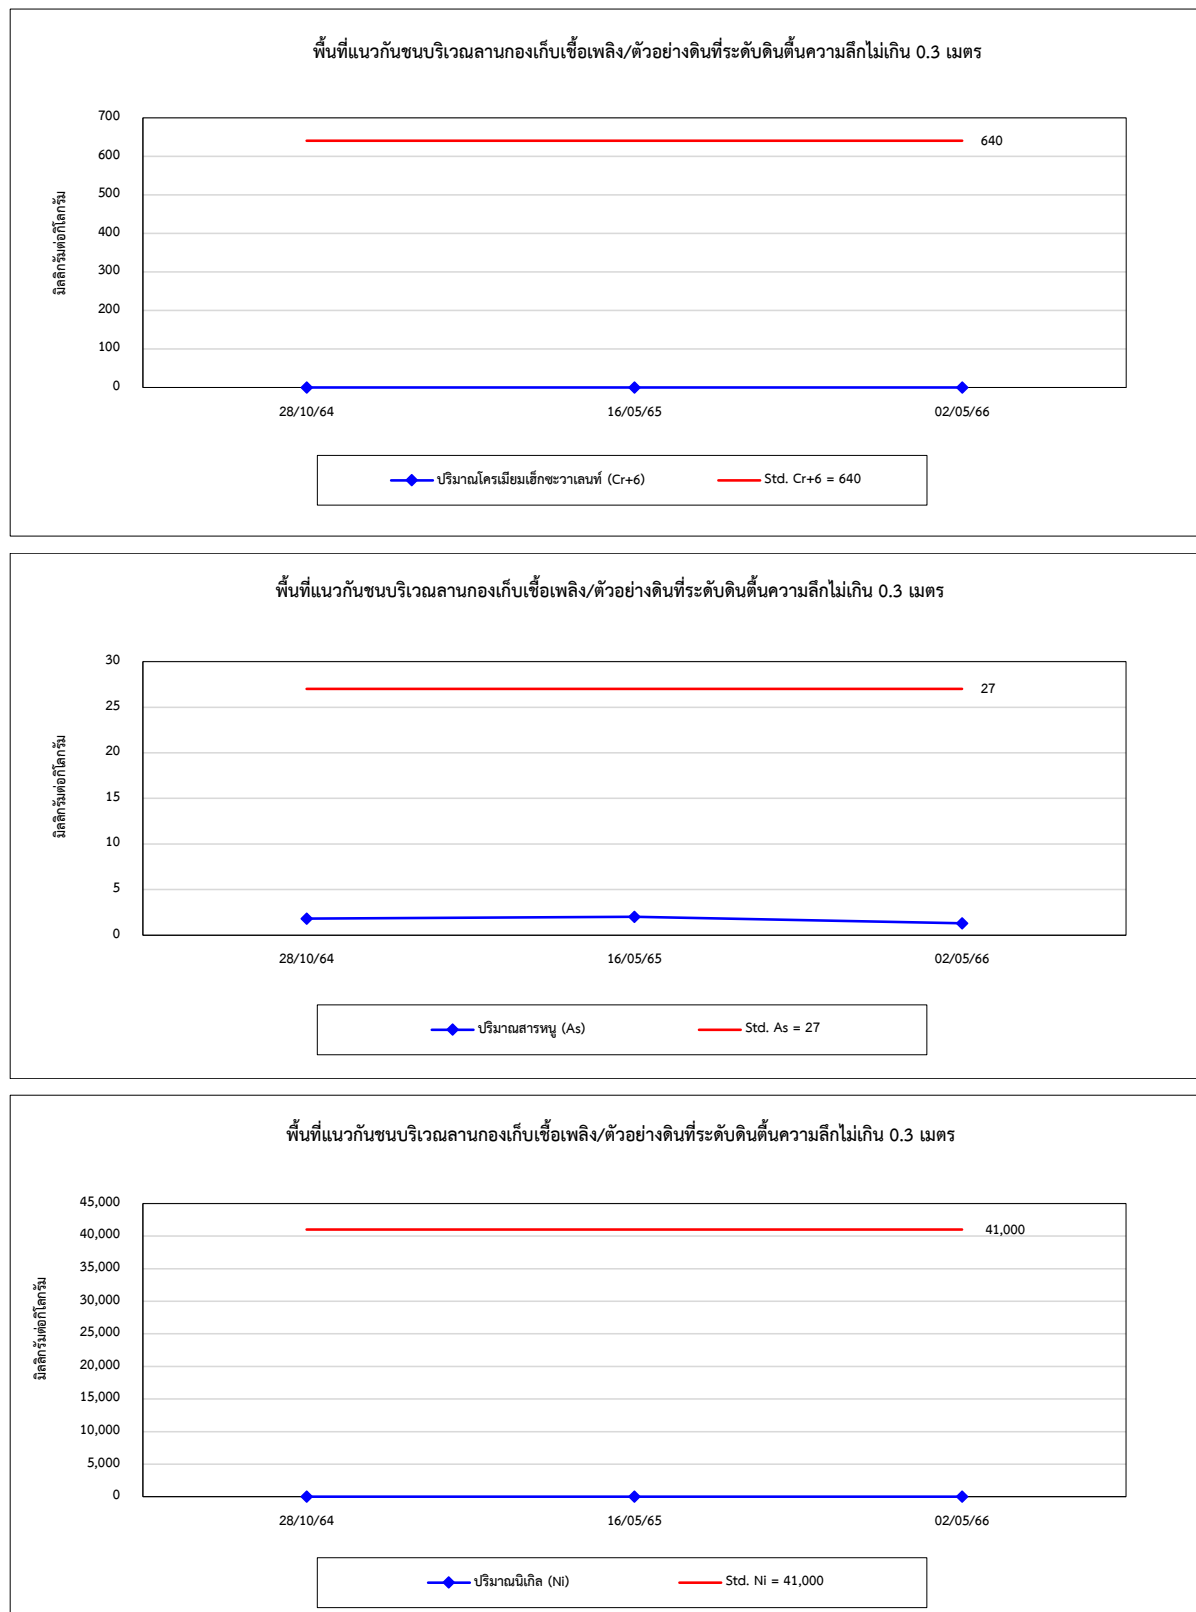 พื้นที่แนวกันชนบริเวณลานกองเก็บเชื้อเพลิง/ตัวอย่างดินที่ระดับดินตื้นความลึกไม่เกิน 0.3 เมตร
มิลลิกรัมต่อกิโลกรัม
700
600
500
400
300
200
100
0
640
28/10/64 16/05/65 02/05/66
ปริมาณโครเมียมเฮ็กซะวาเลนท์ (Cr+6) Std. Cr+6 = 640
พื้นที่แนวกันชนบริเวณลานกองเก็บเชื้อเพลิง/ตัวอย่างดินที่ระดับดินตื้นความลึกไม่เกิน 0.3 เมตร
มิลลิกรัมต่อกิโลกรัม
30
25
20
15
10
5
0
27
28/10/64 16/05/65 02/05/66
ปริมาณสารหนู (As) Std. As = 27
พื้นที่แนวกันชนบริเวณลานกองเก็บเชื้อเพลิง/ตัวอย่างดินที่ระดับดินตื้นความลึกไม่เกิน 0.3 เมตร
มิลลิกรัมต่อกิโลกรัม
45,000
40,000
35,000
30,000
25,000
20,000
15,000
10,000
5,000
0
41,000
28/10/64 16/05/65 02/05/66
ปริมาณนิเกิล (Ni) Std. Ni = 41,000